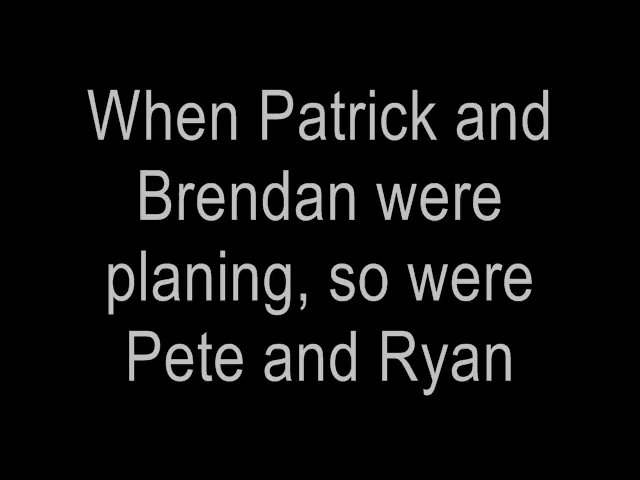 When Patrick and
Brendan were
planing, so were
Pete and Ryan